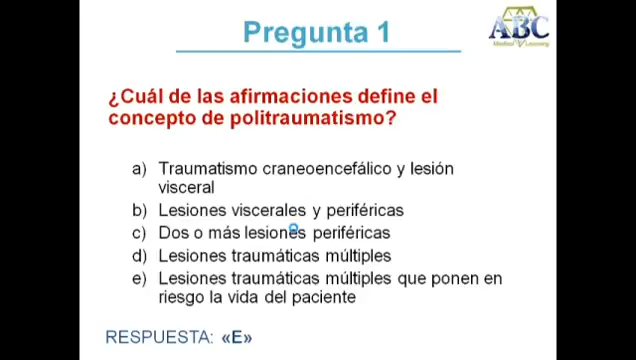 Pregunta 1
ABC
Medical Learning
¿Cuál de las afirmaciones define el
concepto de politraumatismo?
a) Traumatismo craneoencefálico y lesión
visceral
b) Lesiones viscerales y periféricas
c) Dos o más lesiones periféricas
d) Lesiones traumáticas múltiples
e) Lesiones traumáticas múltiples que ponen en
riesgo la vida del paciente
RESPUESTA: «E»